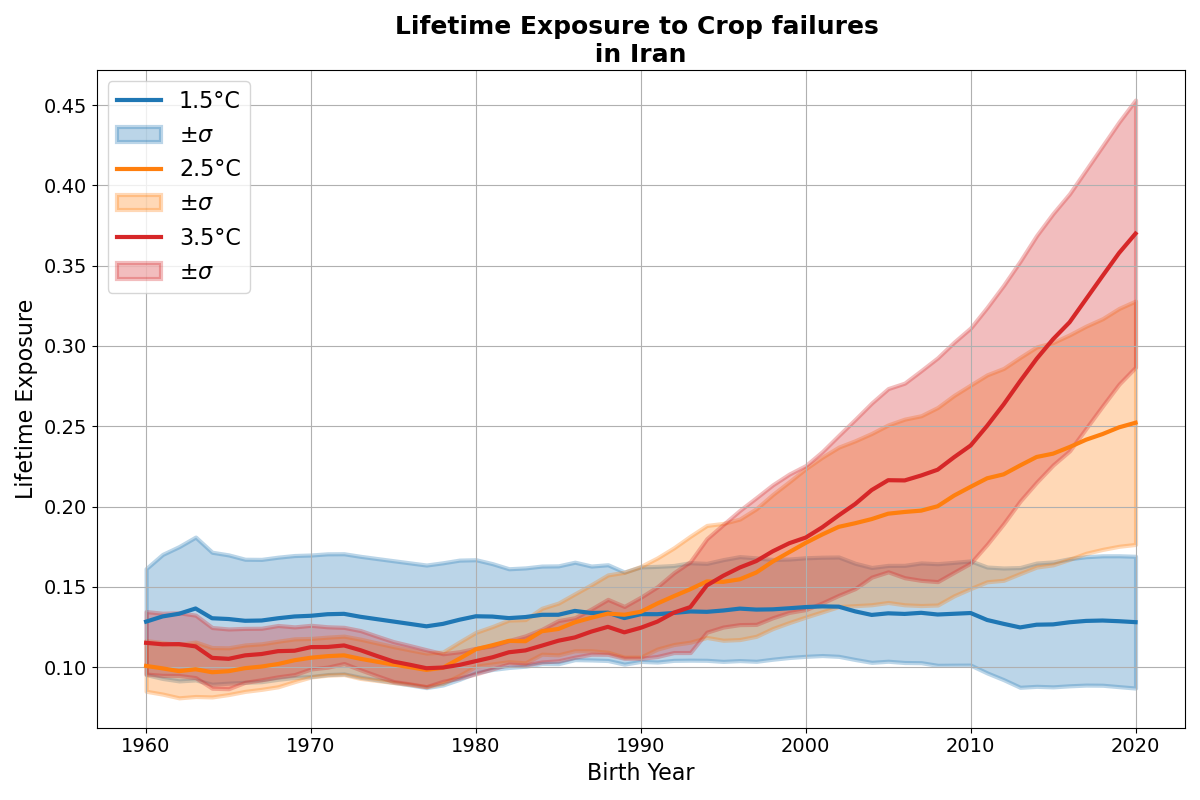 Lifetime Exposure to Crop failures
in Iran
1.5°C
±σ
2.5°C
±σ
3.5°C
±σ
Lifetime Exposure
0.45
0.40
0.35
0.30
0.25
0.20
0.15
0.10
1960 1970 1980 1990 2000 2010 2020
Birth Year